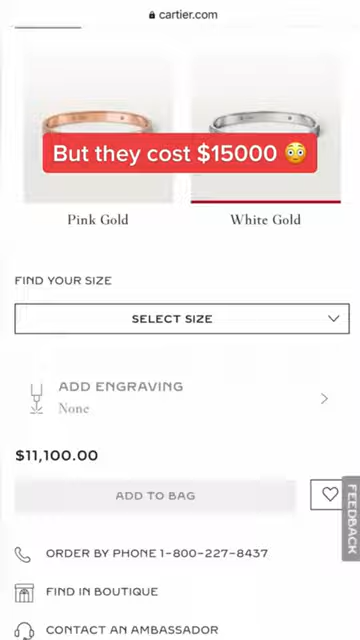 cartier.com
But they cost $15000 😳
Pink Gold
White Gold
FIND YOUR SIZE
SELECT SIZE
ADD ENGRAVING
None
$11,100.00
ADD TO BAG
FEEDBACK
ORDER BY PHONE 1-800-227-8437
FIND IN BOUTIQUE
CONTACT AN AMBASSADOR